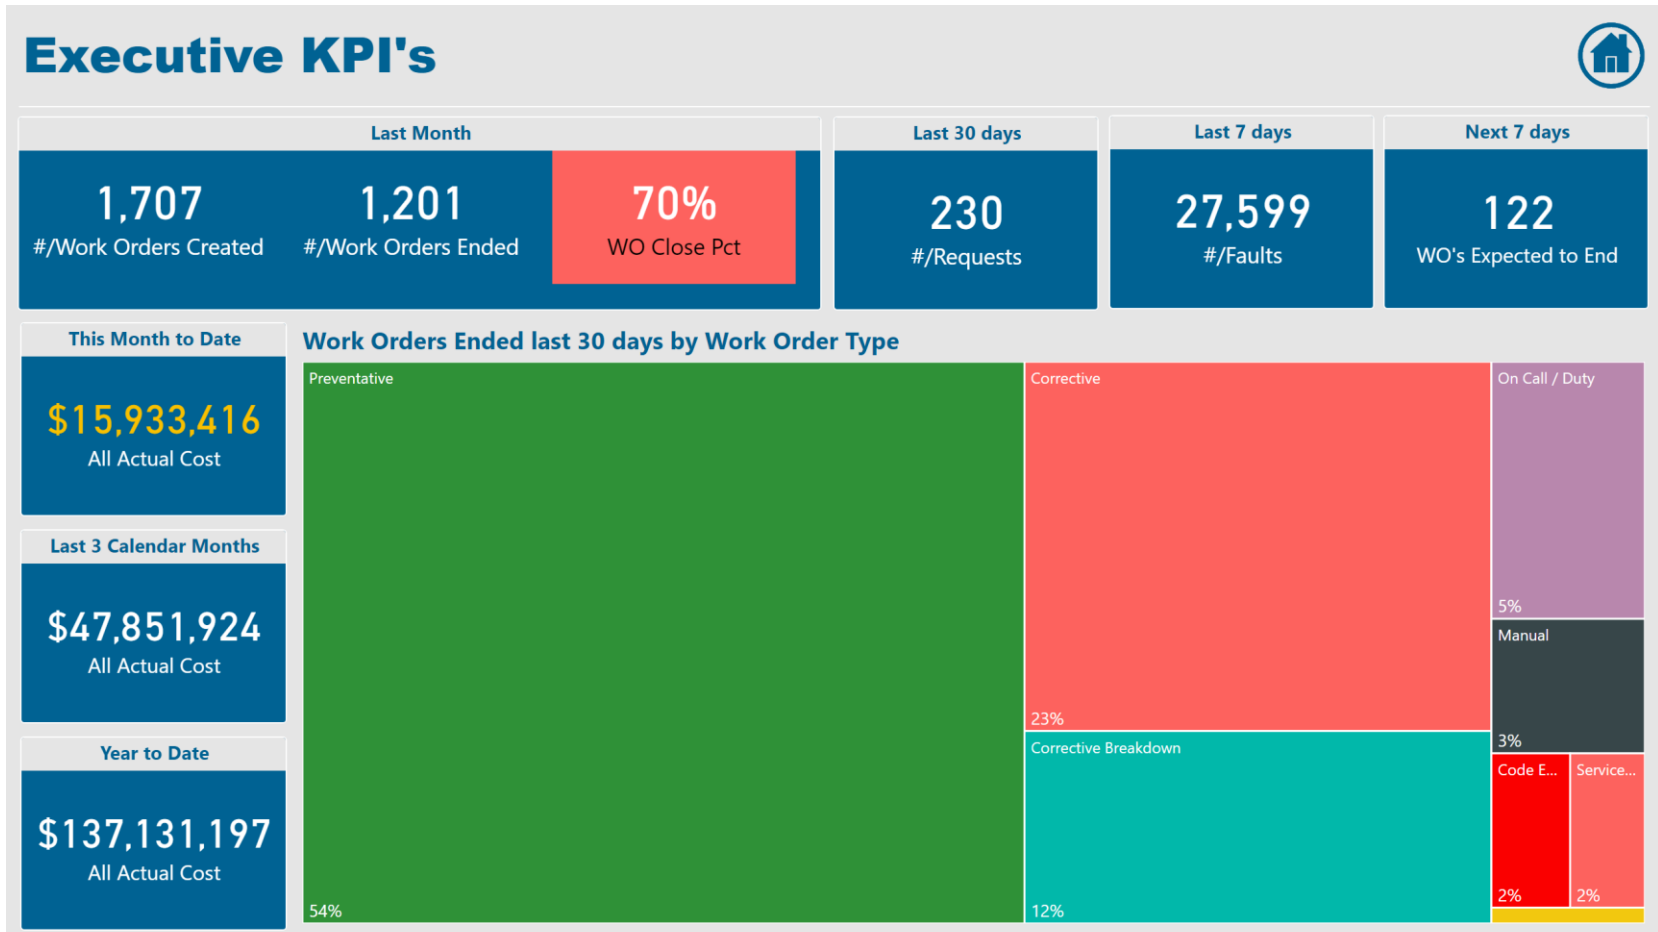 Executive KPI's
Last Month
1,707
#/Work Orders Created
1,201
#/Work Orders Ended
70%
WO Close Pct
Last 30 days
230
#/Requests
Last 7 days
27,599
#/Faults
Next 7 days
122
WO's Expected to End
This Month to Date
$15,933,416
All Actual Cost
Last 3 Calendar Months
$47,851,924
All Actual Cost
Year to Date
$137,131,197
All Actual Cost
Work Orders Ended last 30 days by Work Order Type
Preventative
54%
Corrective
23%
Corrective Breakdown
12%
On Call / Duty
5%
Manual
3%
Code E...
2%
Service...
2%